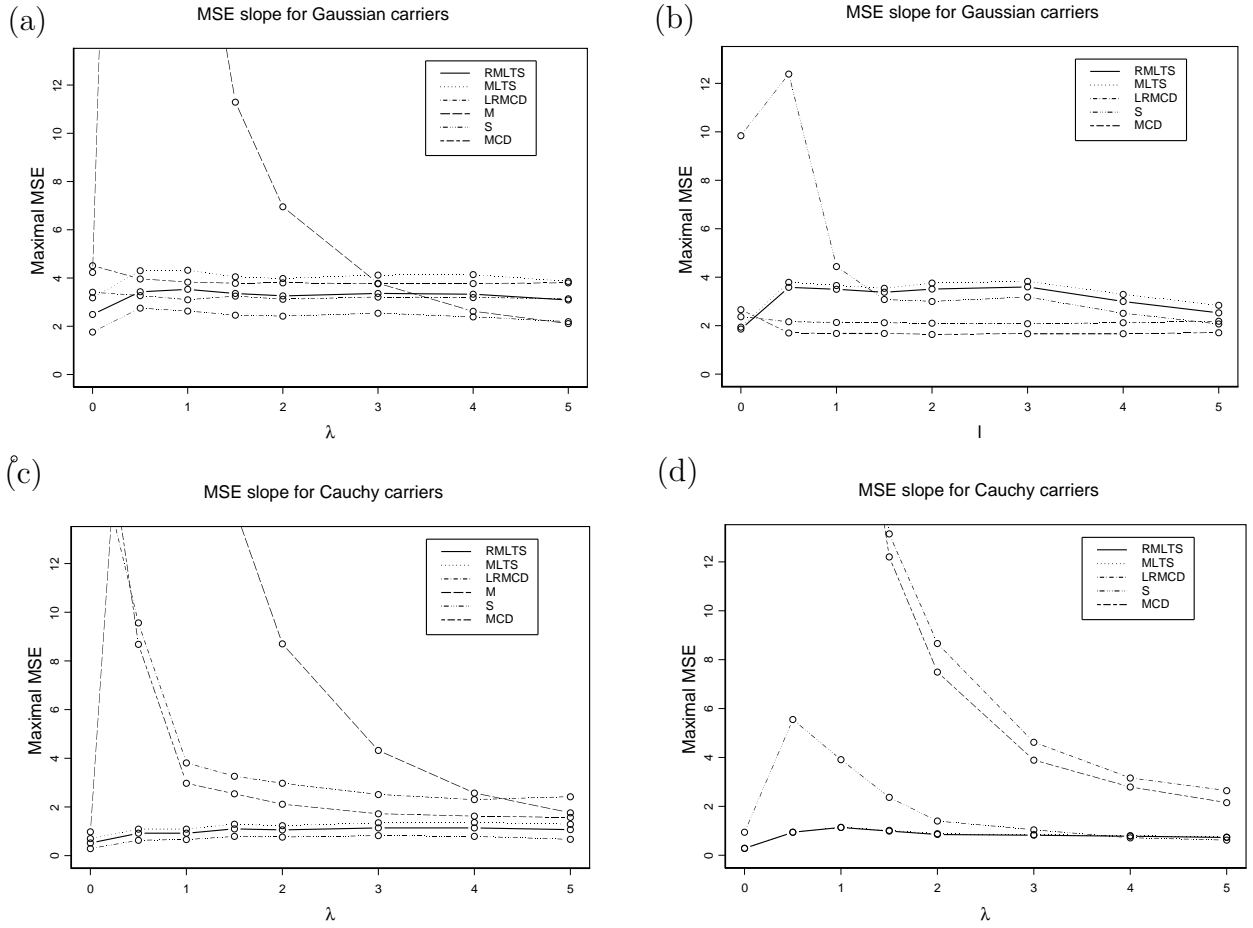 (a)
MSE slope for Gaussian carriers
Maximal MSE
12
10
8
6
4
2
0
RMLTS
MLTS
LRMCD
M
S
MCD
0 1 2 3 4 5
λ
(b)
MSE slope for Gaussian carriers
Maximal MSE
12
10
8
6
4
2
0
RMLTS
MLTS
LRMCD
S
MCD
0 1 2 3 4 5
l
(c)
MSE slope for Cauchy carriers
Maximal MSE
12
10
8
6
4
2
0
RMLTS
MLTS
LRMCD
M
S
MCD
0 1 2 3 4 5
λ
(d)
MSE slope for Cauchy carriers
Maximal MSE
12
10
8
6
4
2
0
RMLTS
MLTS
LRMCD
S
MCD
0 1 2 3 4 5
λ